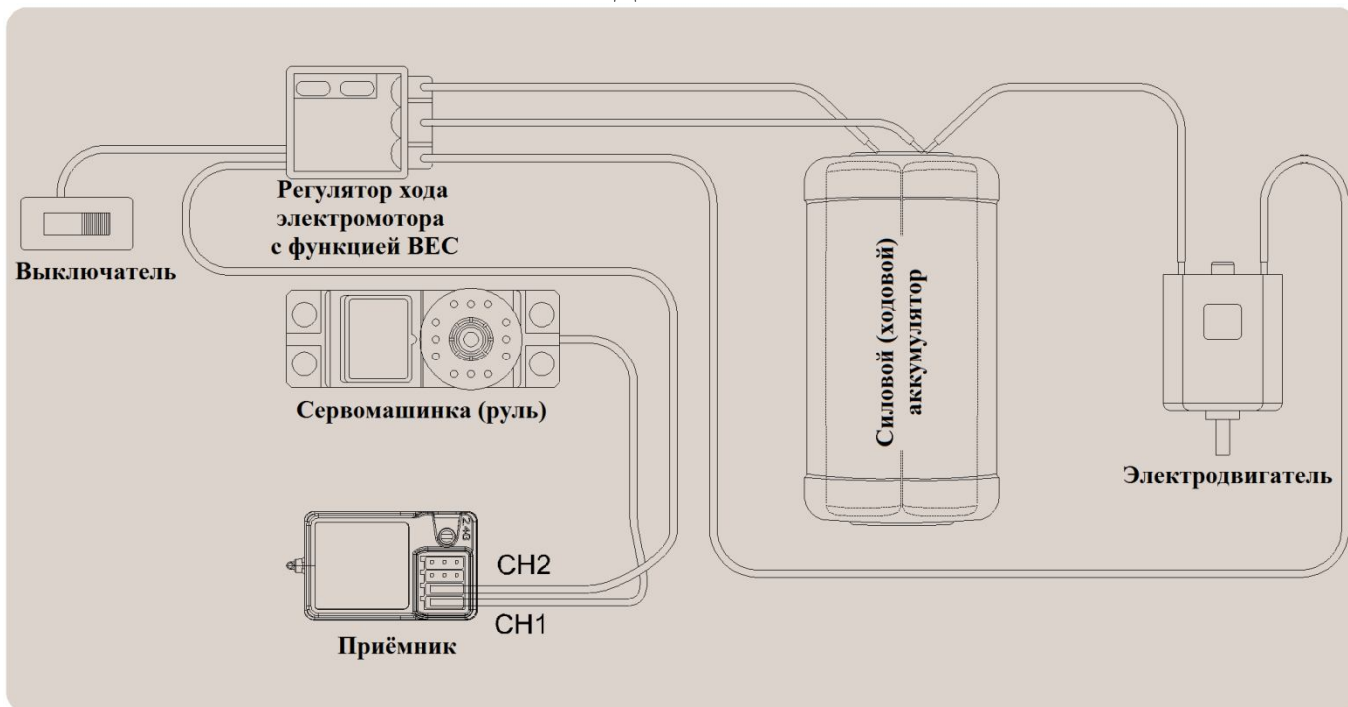 Регулятор хода
электромотора
с функцией BEC
Выключатель
Силовой (ходовой)
аккумулятор
Сервомашинка (руль)
Электродвигатель
2.4G
CH2
CH1
Приёмник